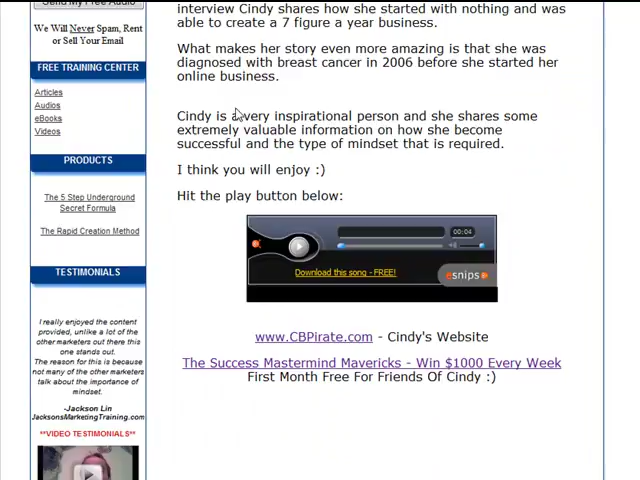 Send My Free Audio
We Will Never Spam, Rent
or Sell Your Email
FREE TRAINING CENTER
Articles
Audios
eBooks
Videos
PRODUCTS
The 5 Step Underground
Secret Formula
The Rapid Creation Method
TESTIMONIALS
I really enjoyed the content
provided, unlike a lot of the
other marketers out there this
one stands out.
The reason for this is because
not many of the other marketers
talk about the importance of
mindset.
-Jackson Lin
JacksonsMarketingTraining.com
**VIDEO TESTIMONIALS**
interview Cindy shares how she started with nothing and was
able to create a 7 figure a year business.
What makes her story even more amazing is that she was
diagnosed with breast cancer in 2006 before she started her
online business.
Cindy is a very inspirational person and she shares some
extremely valuable information on how she become
successful and the type of mindset that is required.
I think you will enjoy :)
Hit the play button below:
00:04
Download this song - FREE!
esnips
www.CBPirate.com - Cindy's Website
The Success Mastermind Mavericks - Win $1000 Every Week
First Month Free For Friends Of Cindy :)